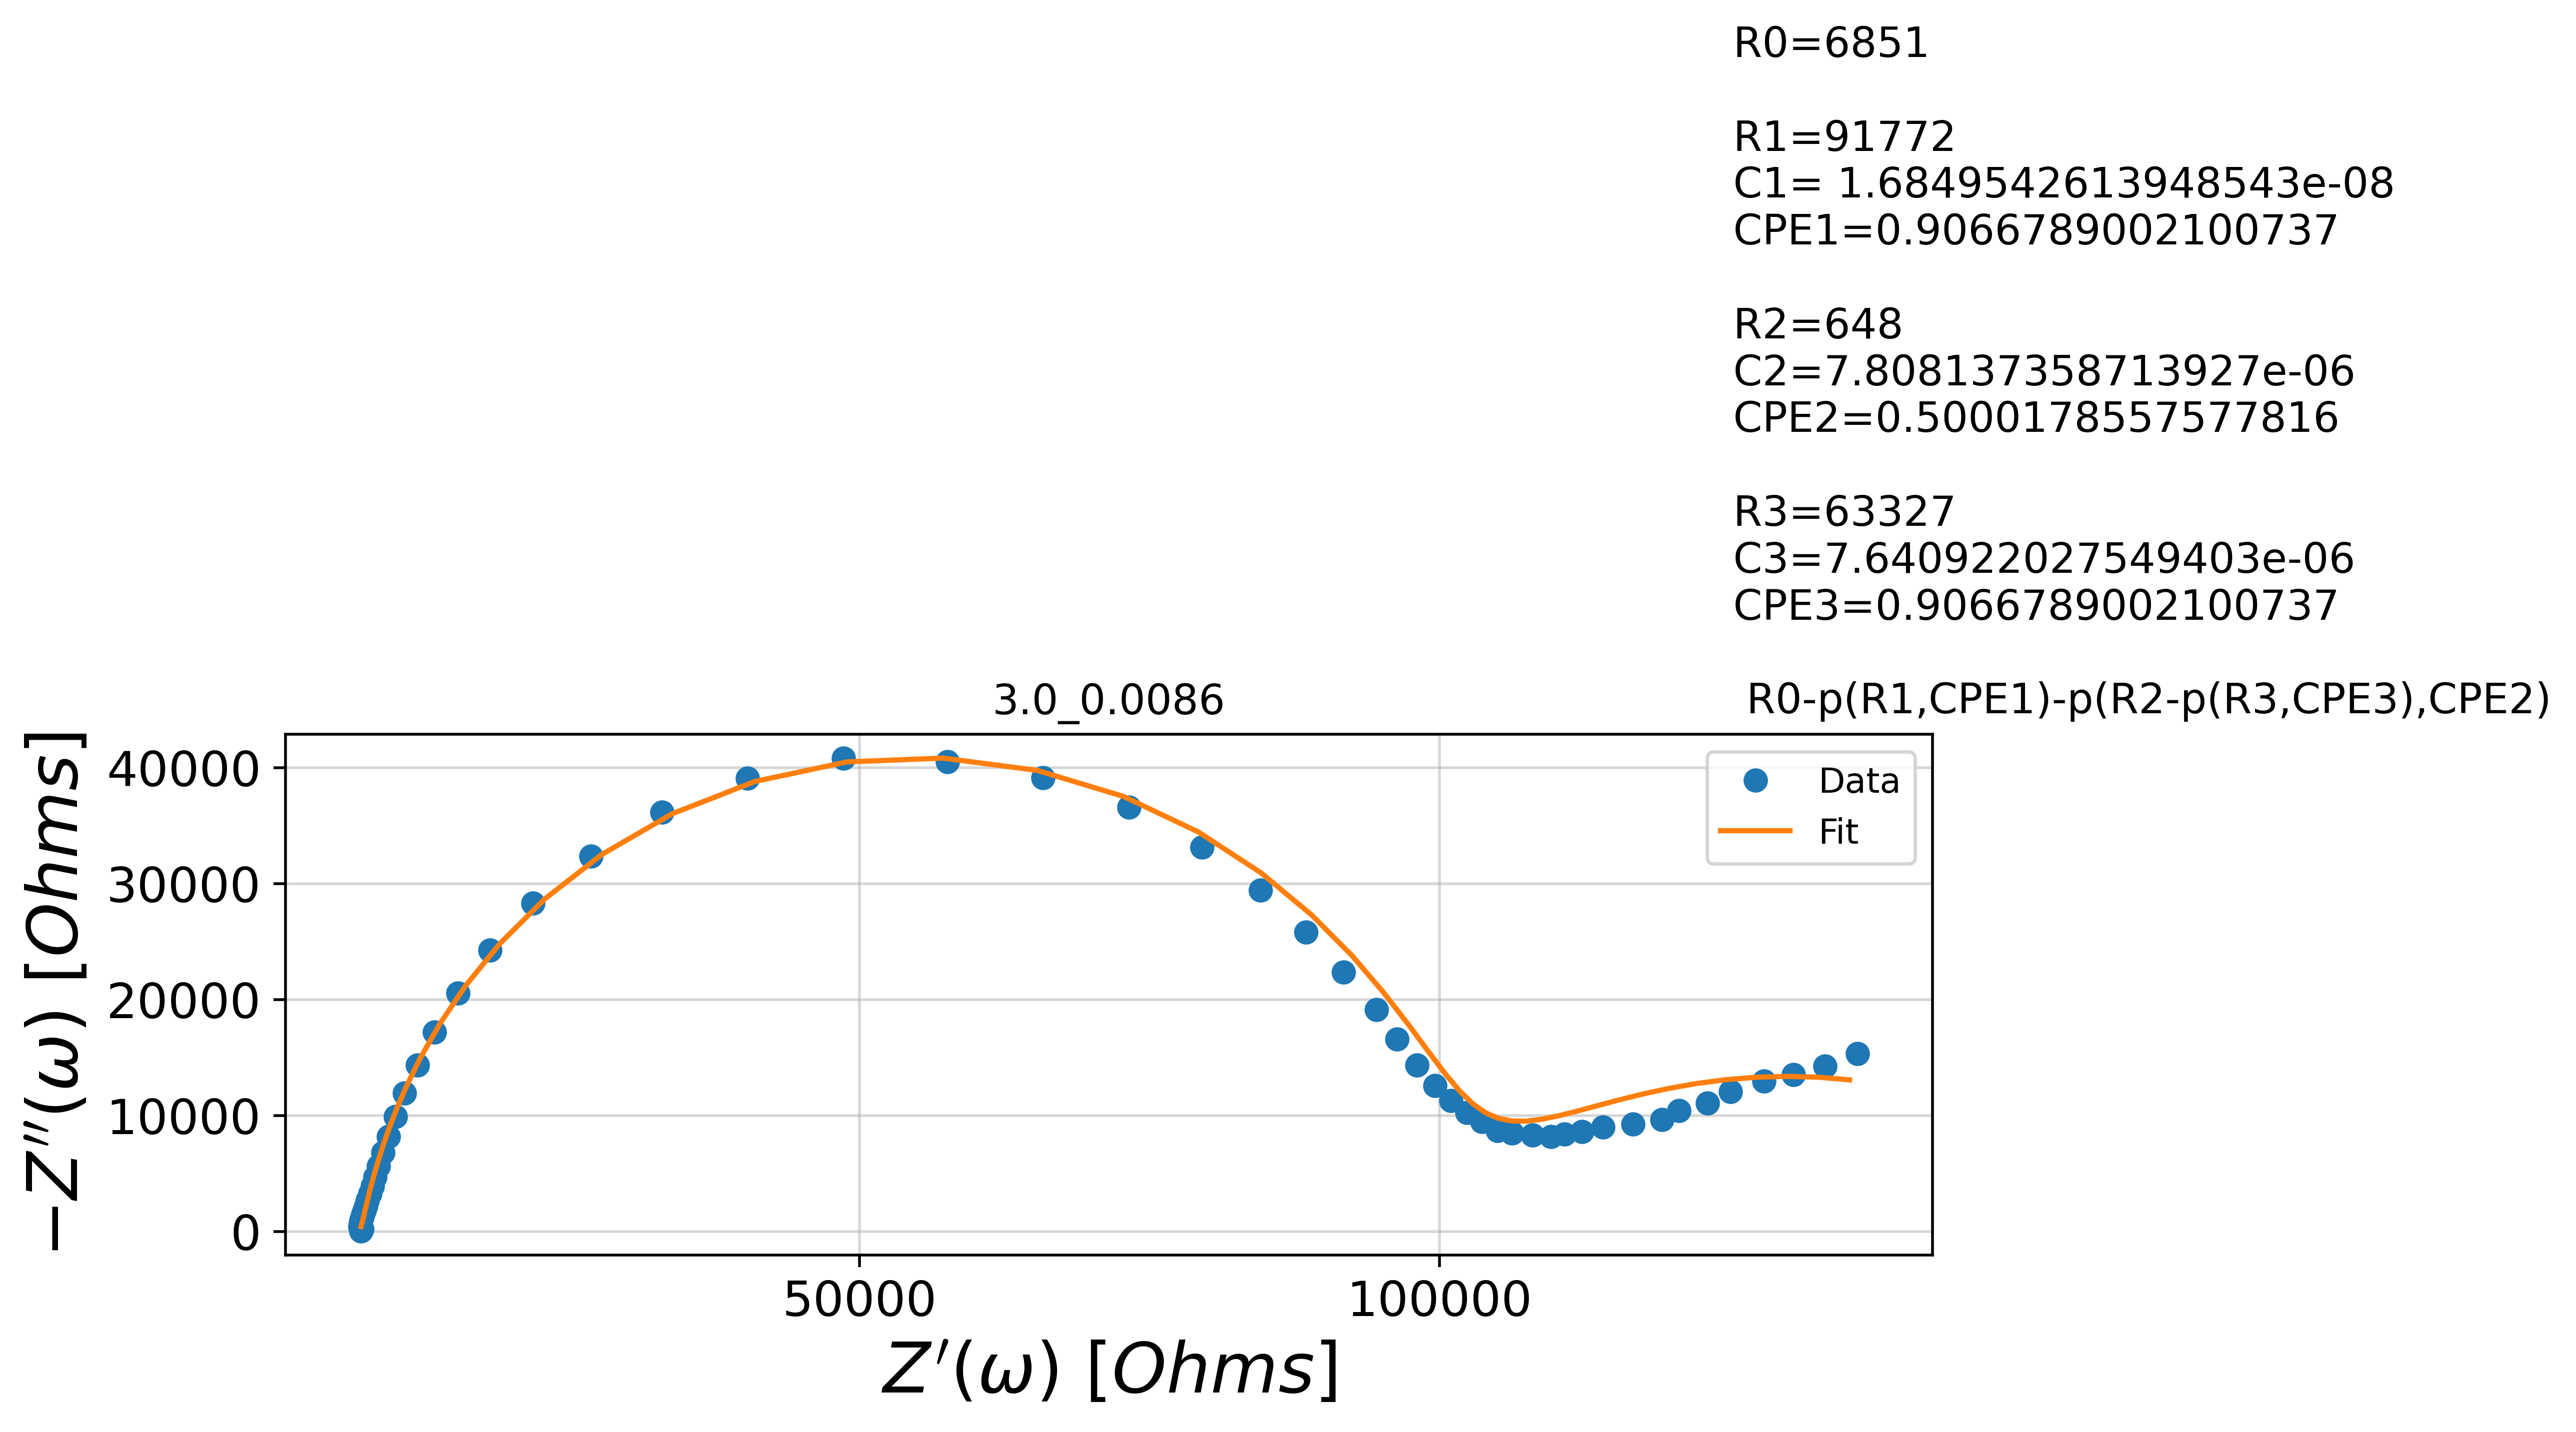 R0=6851
R1=91772
C1= 1.6849542613948543e-08
CPE1=0.9066789002100737
R2=648
C2=7.808137358713927e-06
CPE2=0.5000178557577816
R3=63327
C3=7.640922027549403e-06
CPE3=0.9066789002100737
3.0_0.0086
R0-p(R1,CPE1)-p(R2-p(R3,CPE3),CPE2)
Data
Fit
40000
30000
20000
10000
0
−Z′′(ω) [Ohms]
50000
100000
Z′(ω) [Ohms]